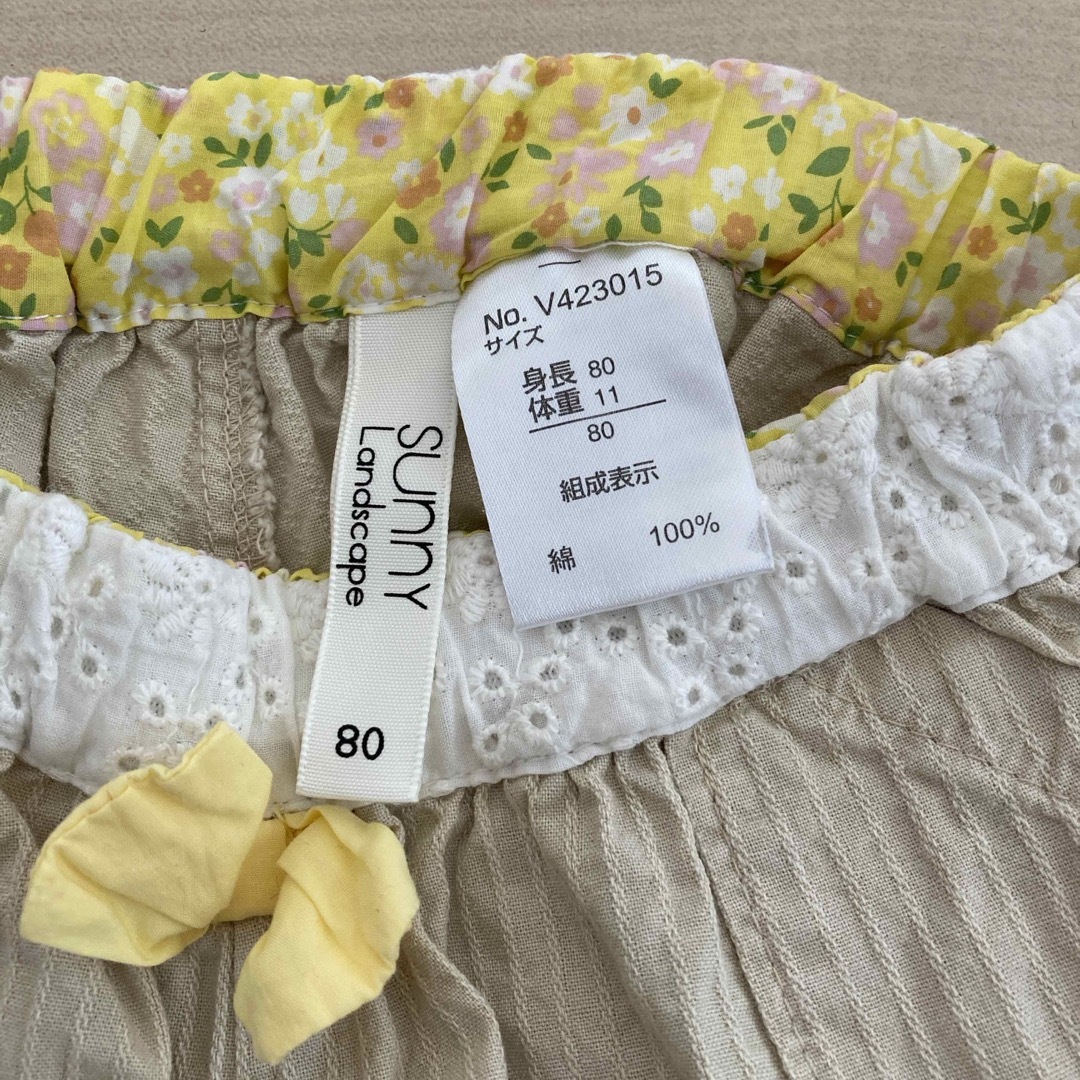 No. V423015
サイズ
身長 80
体重 11
80
組成表示
綿 100%
sunny
Landscape
80